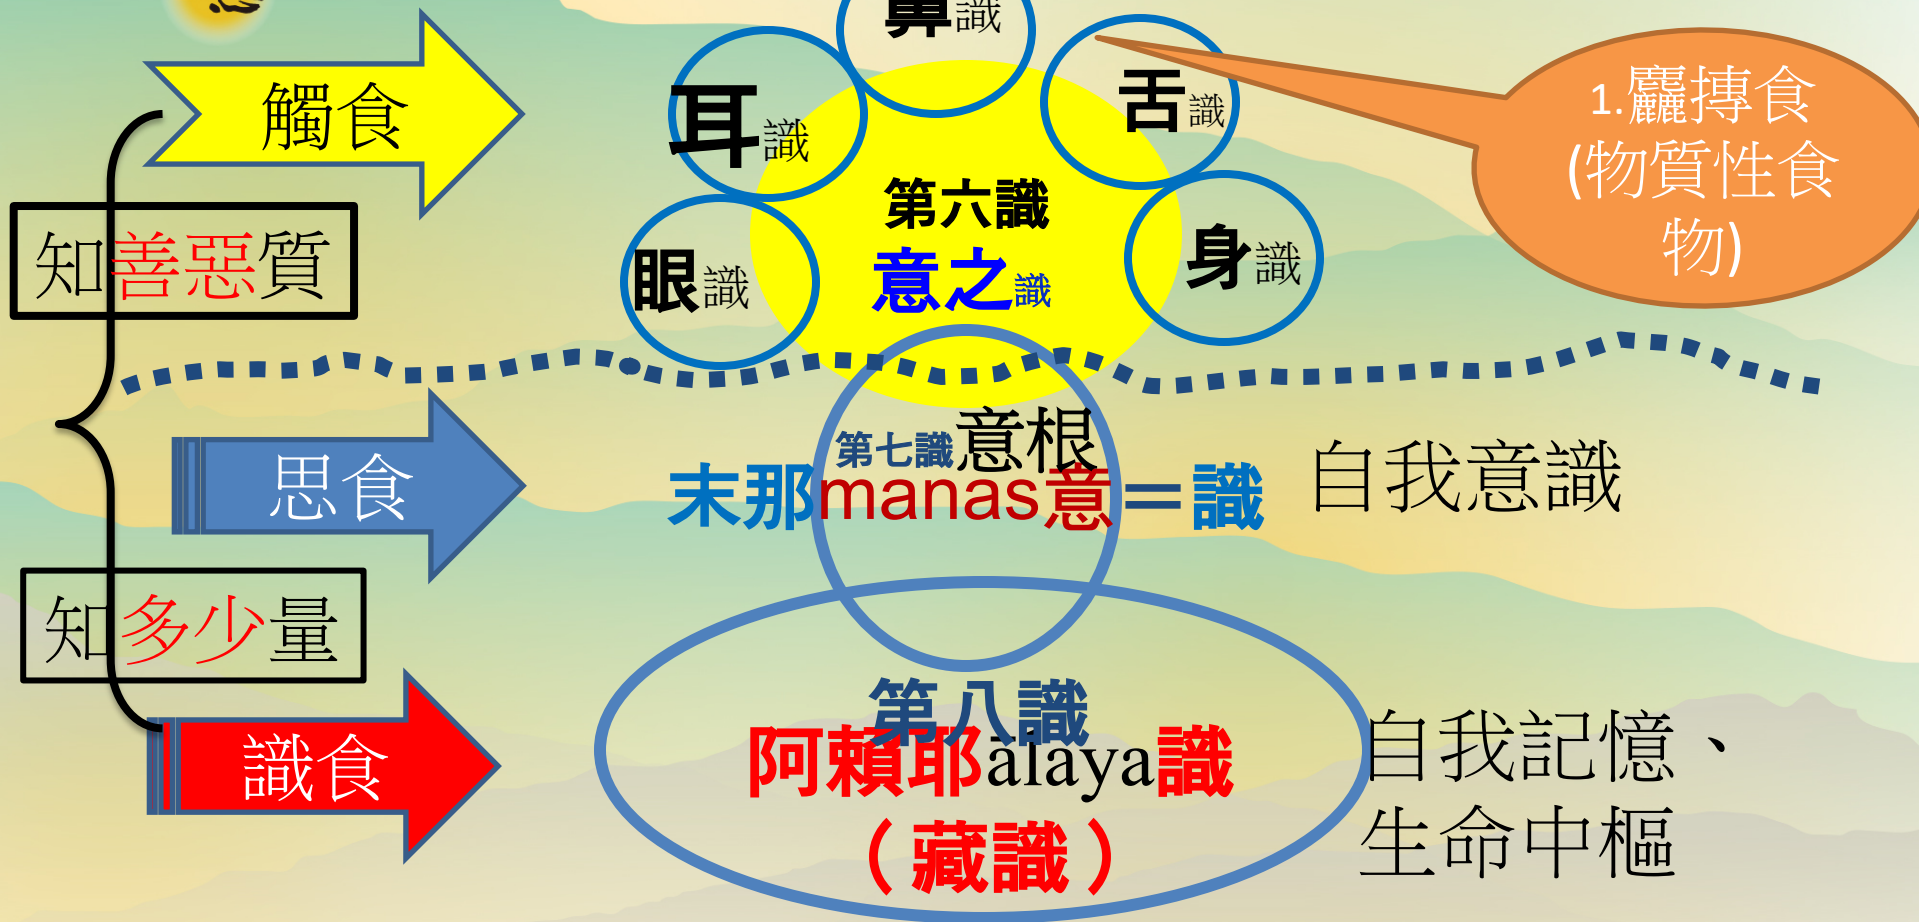 鼻識
觸食
耳識
舌識
1.麤摶食
(物質性食
物)
第六識
意之識
知善惡質
眼識
身識
第七識意根
思食
末那manas意＝識
自我意識
知多少量
第八識
識食
阿賴耶ālaya識
（藏識）
自我記憶、
生命中樞